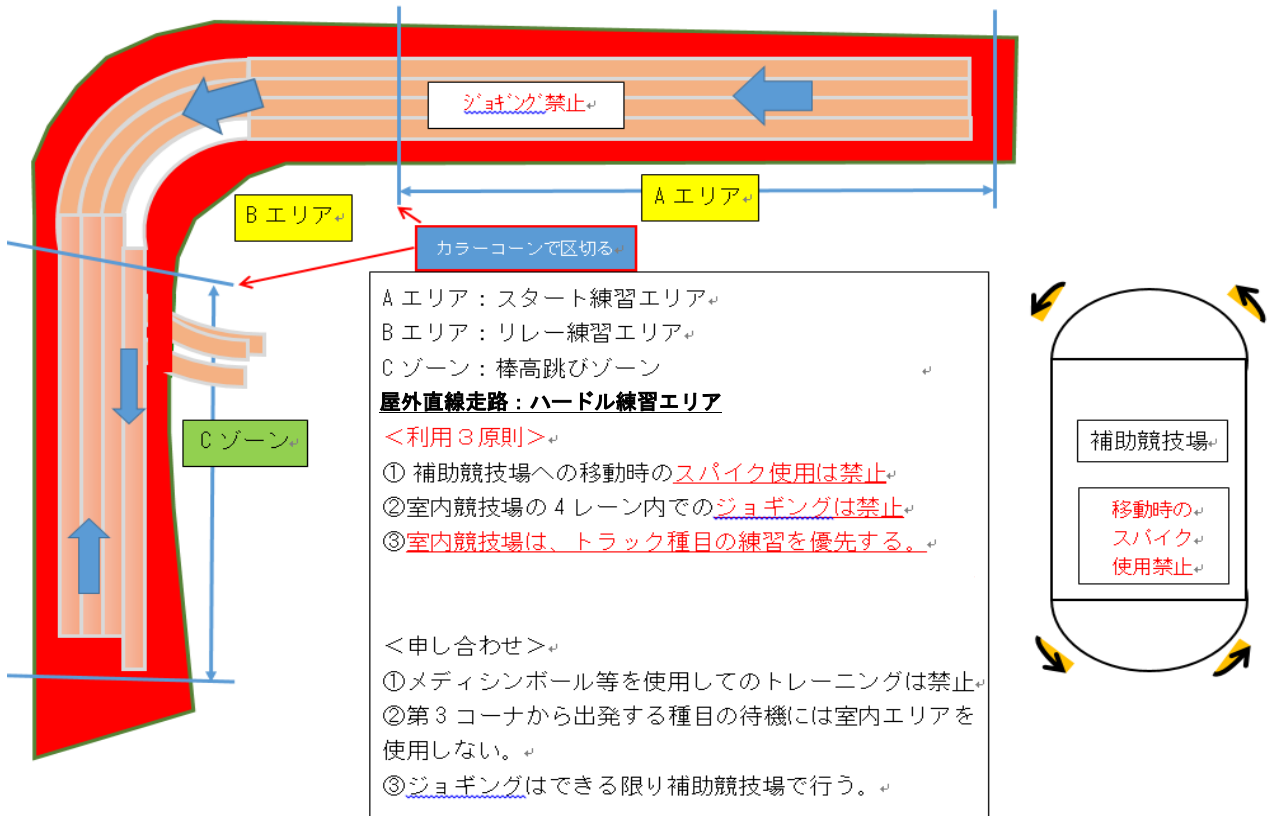 ジョギング禁止
Aエリア
Bエリア
カラーコーンで区切る
Cゾーン
Aエリア：スタート練習エリア
Bエリア：リレー練習エリア
Cゾーン：棒高跳びゾーン
屋外直線走路：ハードル練習エリア
＜利用３原則＞
① 補助競技場への移動時のスパイク使用は禁止
②室内競技場の４レーン内でのジョギングは禁止
③室内競技場は、トラック種目の練習を優先する。
＜申し合わせ＞
①メディシンボール等を使用してのトレーニングは禁止
②第３コーナから出発する種目の待機には室内エリアを
使用しない。
③ジョギングはできる限り補助競技場で行う。
補助競技場
移動時の
スパイク
使用禁止